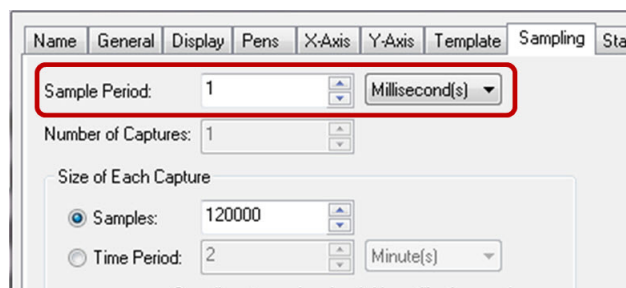 Name General Display Pens X-Axis Y-Axis Template Sampling Sta
Sample Period: 1 Millisecond(s)
Number of Captures: 1
Size of Each Capture
Samples: 120000
Time Period: 2 Minute(s)